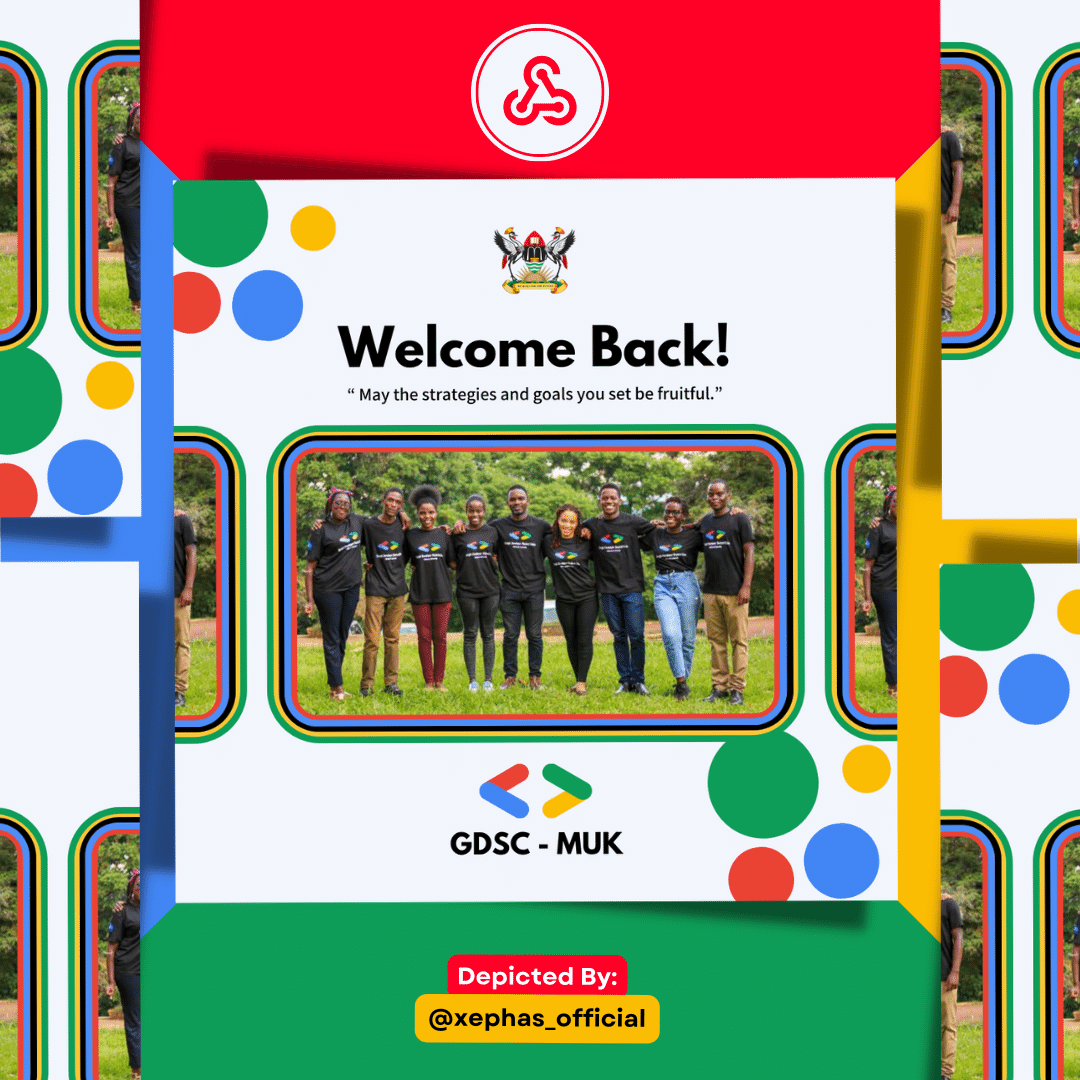 Welcome Back!
“ May the strategies and goals you set be fruitful.”
GDSC - MUK
Depicted By:
@xephas_official